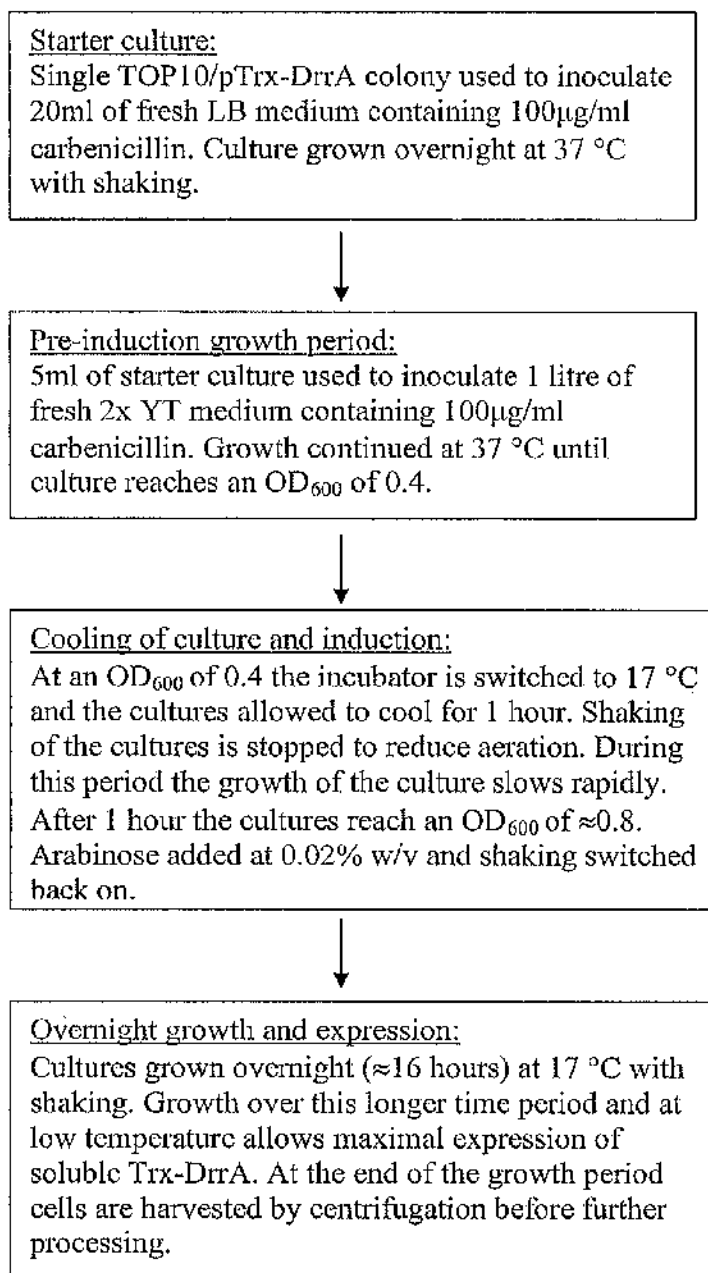 Starter culture:
Single TOP10/pTrx-DrrA colony used to inoculate
20ml of fresh LB medium containing 100µg/ml
carbenicillin. Culture grown overnight at 37 °C
with shaking.
Pre-induction growth period:
5ml of starter culture used to inoculate 1 litre of
fresh 2x YT medium containing 100µg/ml
carbenicillin. Growth continued at 37 °C until
culture reaches an OD600 of 0.4.
Cooling of culture and induction:
At an OD600 of 0.4 the incubator is switched to 17 °C
and the cultures allowed to cool for 1 hour. Shaking
of the cultures is stopped to reduce aeration. During
this period the growth of the culture slows rapidly.
After 1 hour the cultures reach an OD600 of ≈0.8.
Arabinose added at 0.02% w/v and shaking switched
back on.
Overnight growth and expression:
Cultures grown overnight (≈16 hours) at 17 °C with
shaking. Growth over this longer time period and at
low temperature allows maximal expression of
soluble Trx-DrrA. At the end of the growth period
cells are harvested by centrifugation before further
processing.